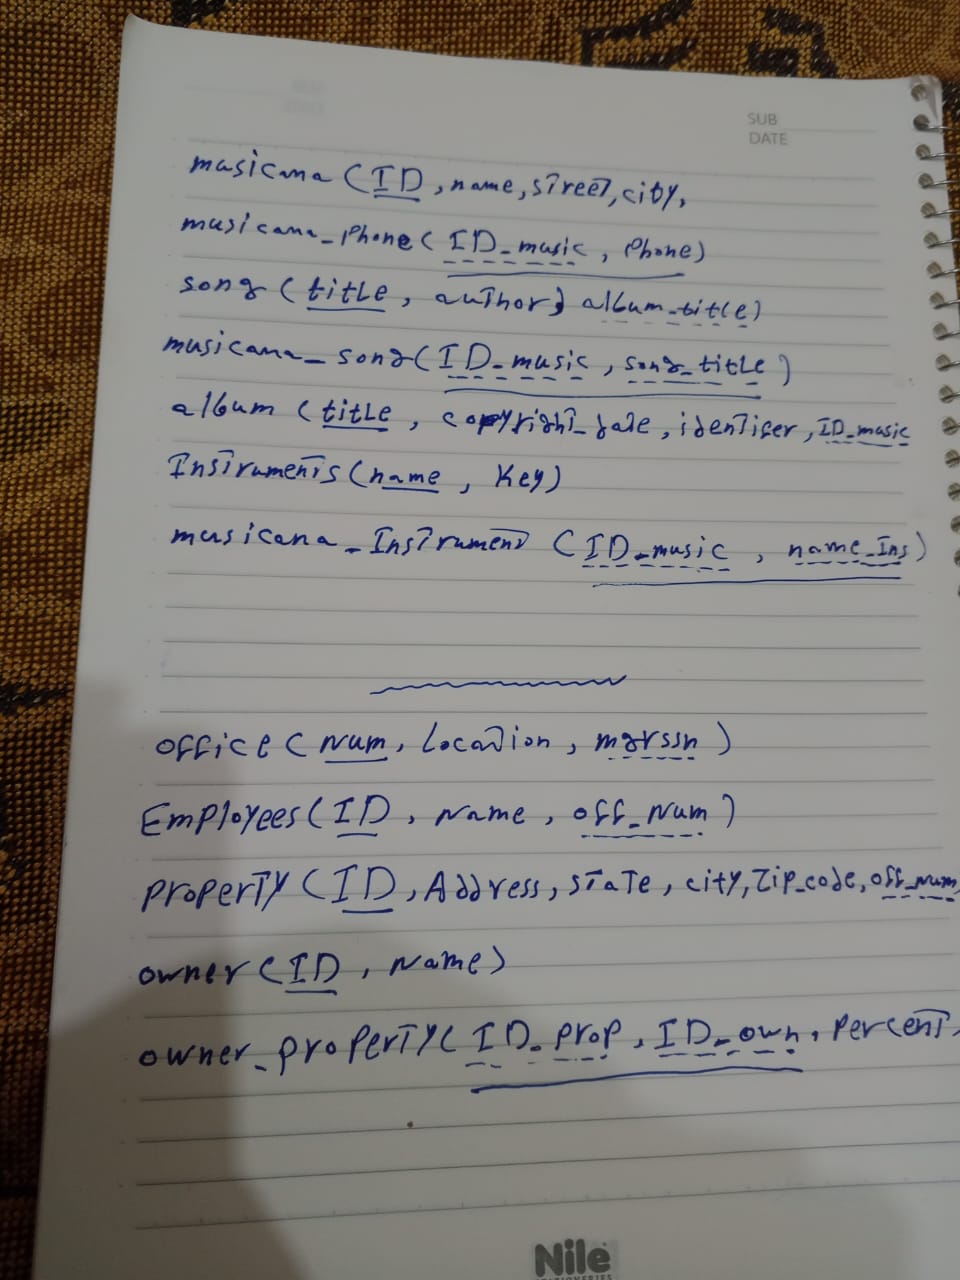 SUB
DATE
musicana (ID, name, street, city,
musicana_Phone( ID_music, Phone)
song (title, author, album_title)
musicana_song( ID_music, song_title )
album (title, copyright_date, identifer, ID_music
Instruments (name, Key)
musicana_Instrument (ID_music, name_Ins)
office ( Num, Location, mgrssn )
Employees( ID, Name, off_Num )
ProPerTY ( ID, Address, state, city, Zip_code, off_num
owner (ID, Name)
owner_ProPerTY( ID_prop, ID_own, Percent,
Nile